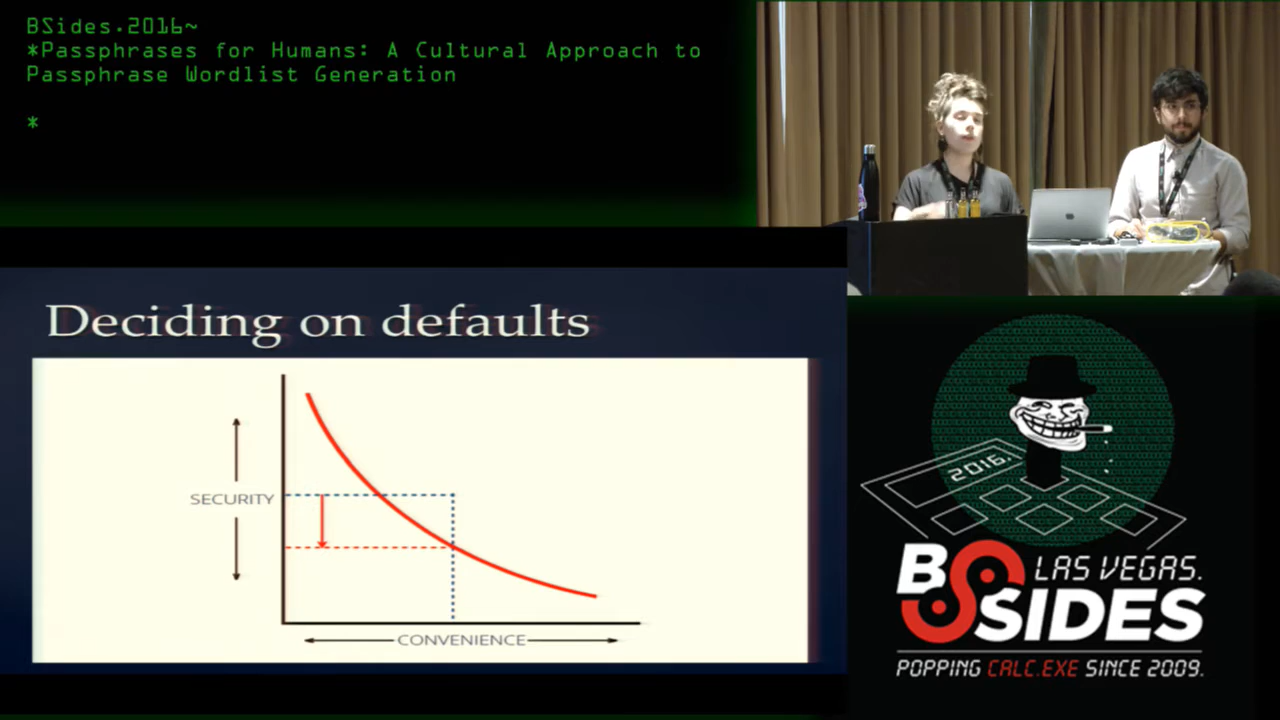 BSides.2016~
*Passphrases for Humans: A Cultural Approach to
Passphrase Wordlist Generation
*
Deciding on defaults
SECURITY
CONVENIENCE
2016.
BSIDES
LAS VEGAS.
POPPING CALC.EXE SINCE 2009.